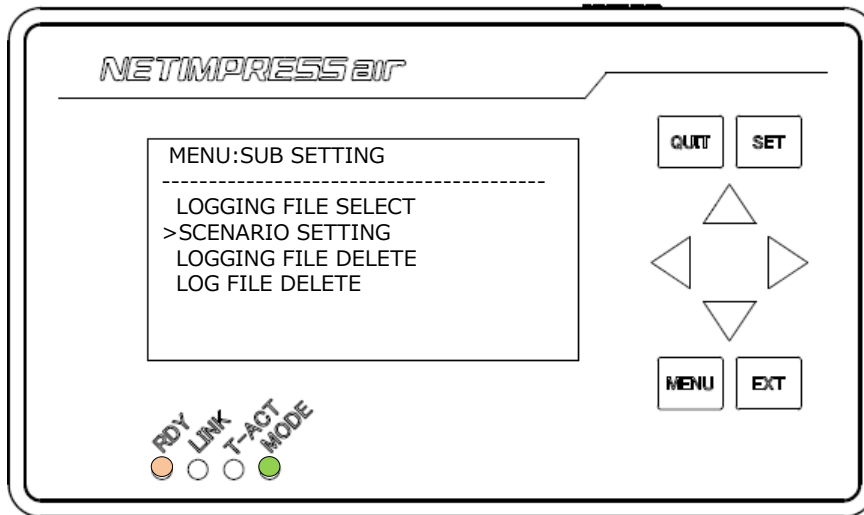 NETIMPRESS air
MENU:SUB SETTING
-----------------------------------------
LOGGING FILE SELECT
>SCENARIO SETTING
LOGGING FILE DELETE
LOG FILE DELETE
QUIT
SET
MENU
EXT
RDY
LINK
T-ACT
MODE